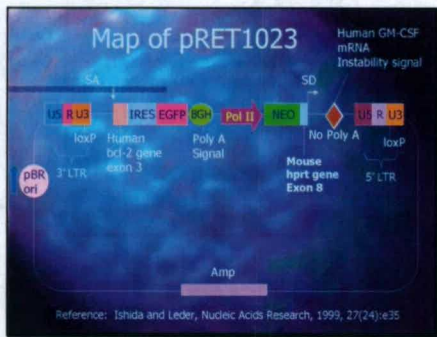 Map of pRET1023
Human GM-CSF
mRNA
Instability signal
SA
SD
U5 R U3
IRES
EGFP
BGH
Pol II
NEO
No Poly A
U5 R U3
loxP
Human
bcl-2 gene
exon 3
Poly A
Signal
Mouse
hprt gene
Exon 8
loxP
3' LTR
5' LTR
pBR
ori
Amp
Reference: Ishida and Leder, Nucleic Acids Research, 1999, 27(24):e35